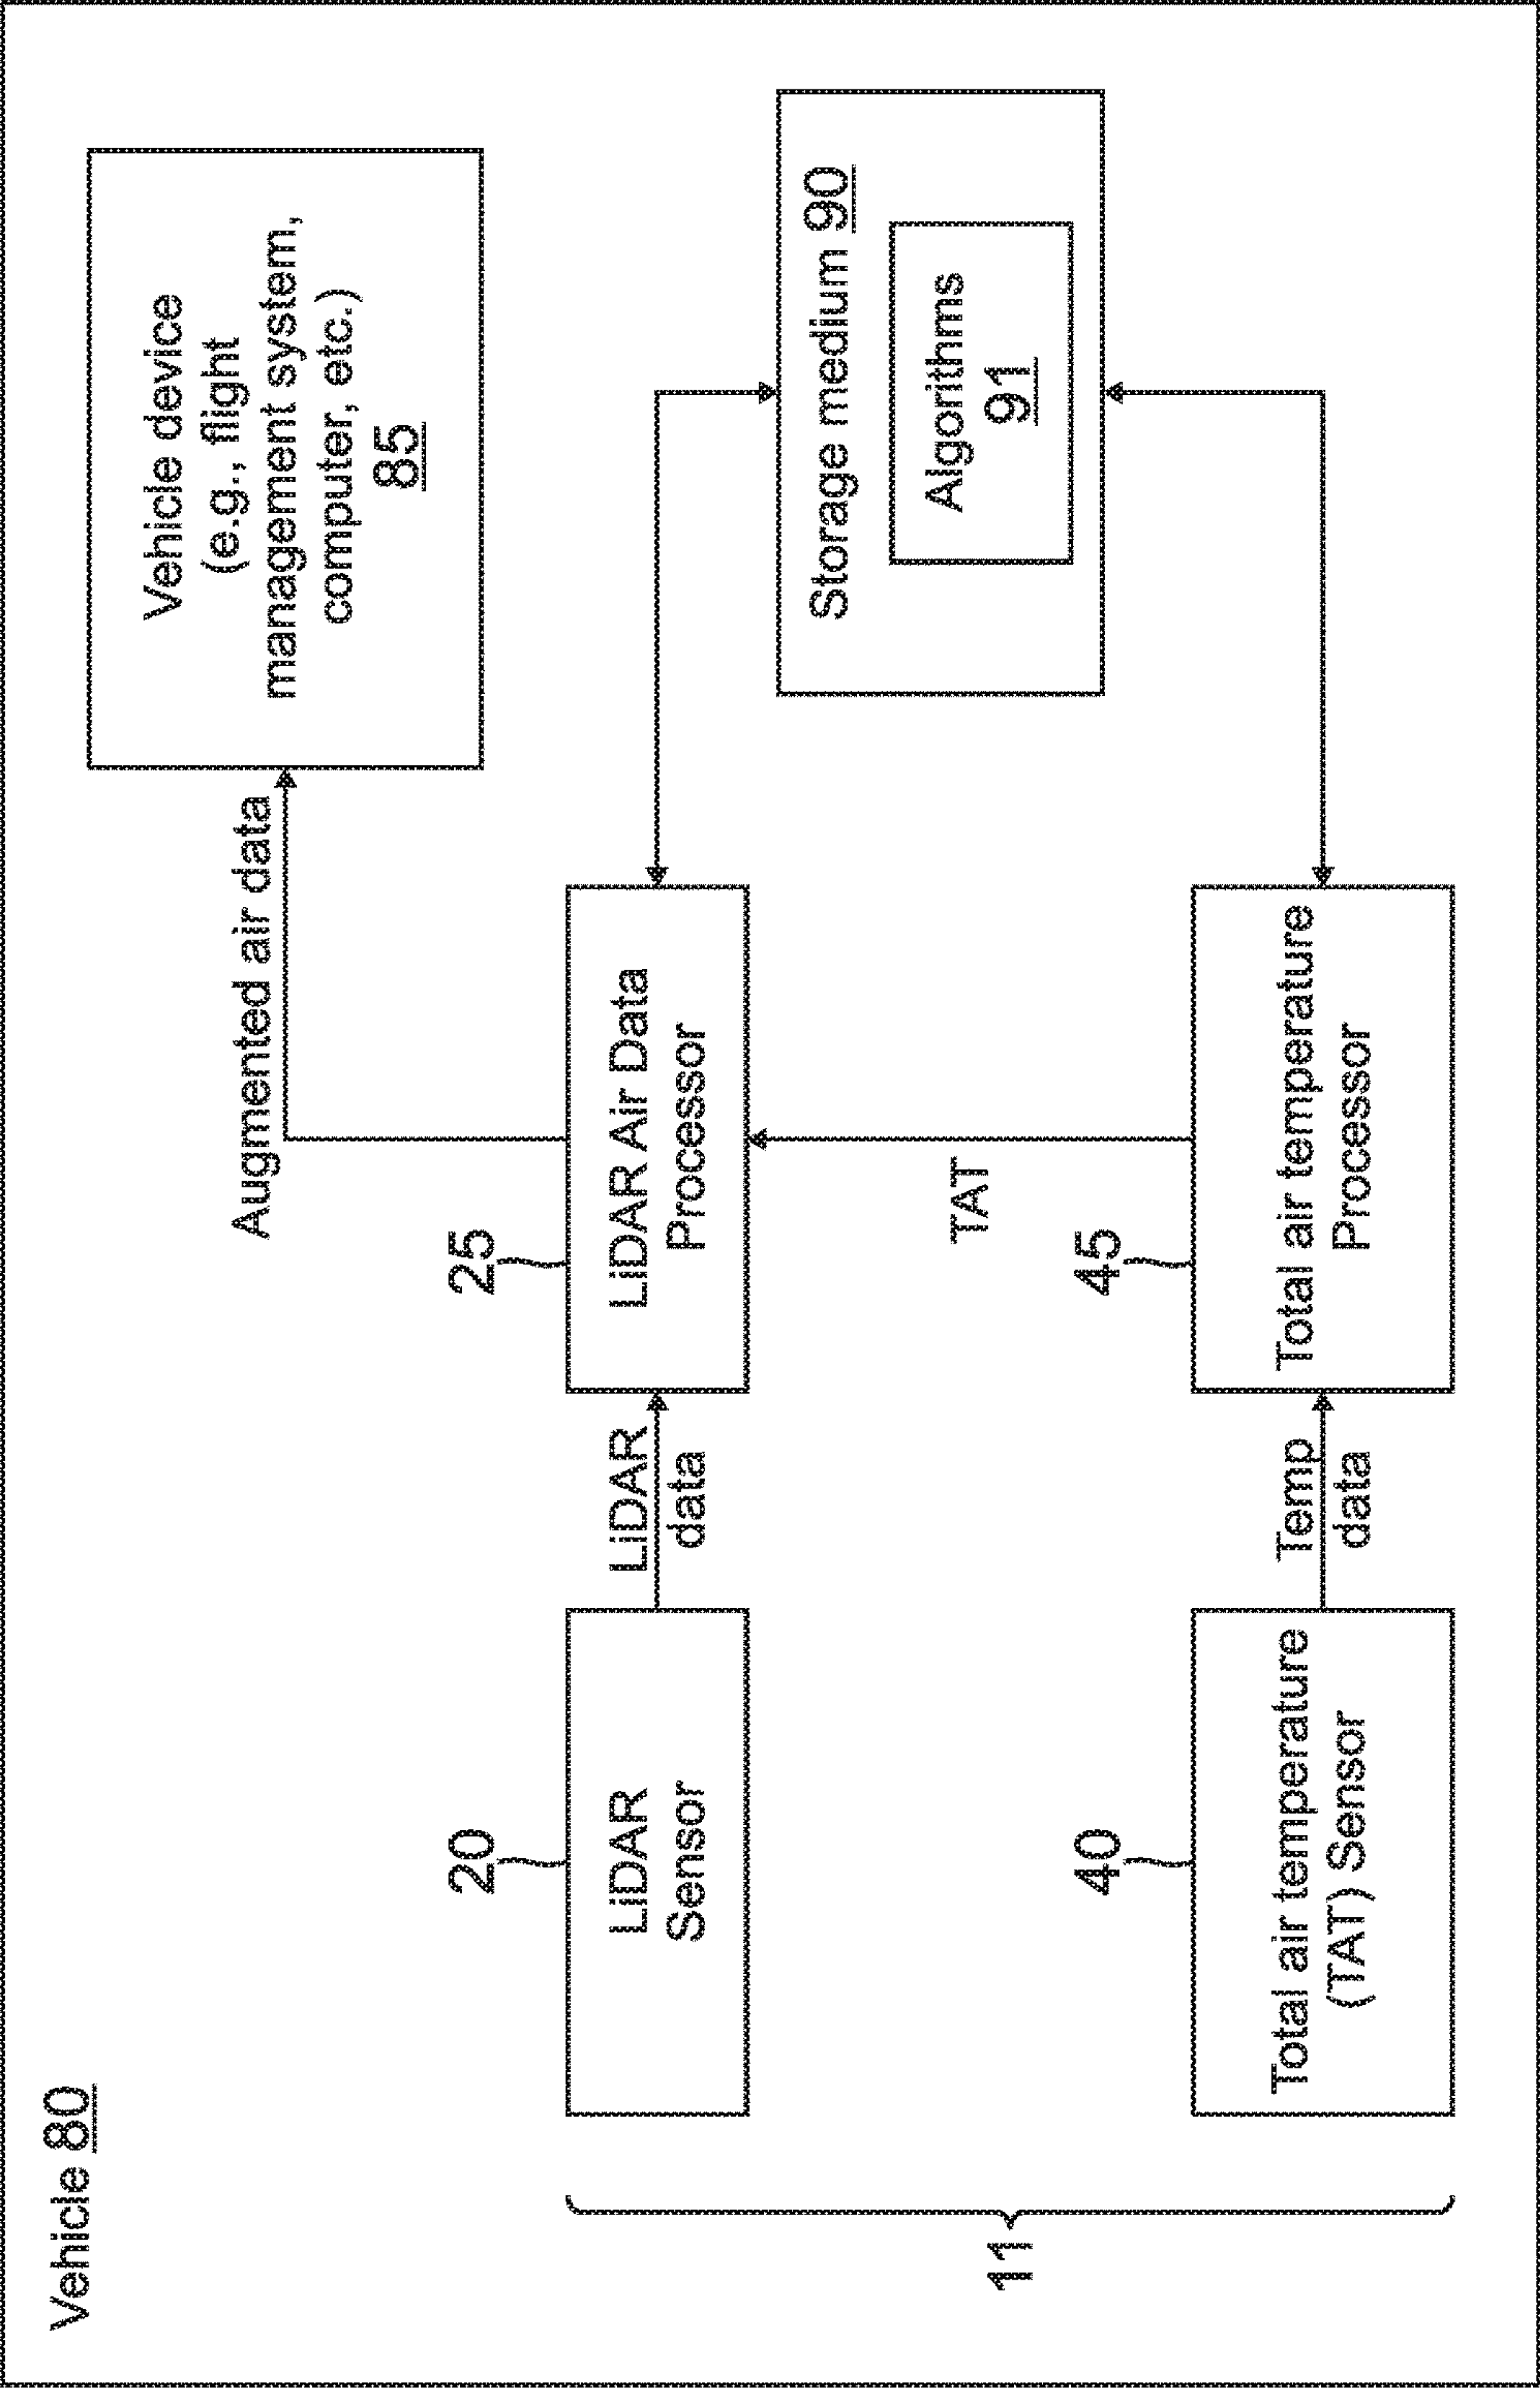 Vehicle 80
Vehicle device
(e.g., flight
management system,
computer, etc.)
85
Augmented air data
20
LiDAR
Sensor
LiDAR
data
25
LiDAR Air Data
Processor
Storage medium 90
Algorithms
91
TAT
11
40
Total air temperature
(TAT) Sensor
Temp
data
45
Total air temperature
Processor